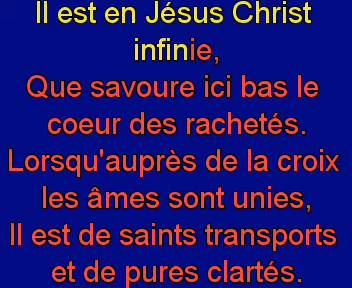 Il est en Jésus Christ
infinie,
Que savoure ici bas le
coeur des rachetés.
Lorsqu'auprès de la croix
les âmes sont unies,
Il est de saints transports
et de pures clartés.